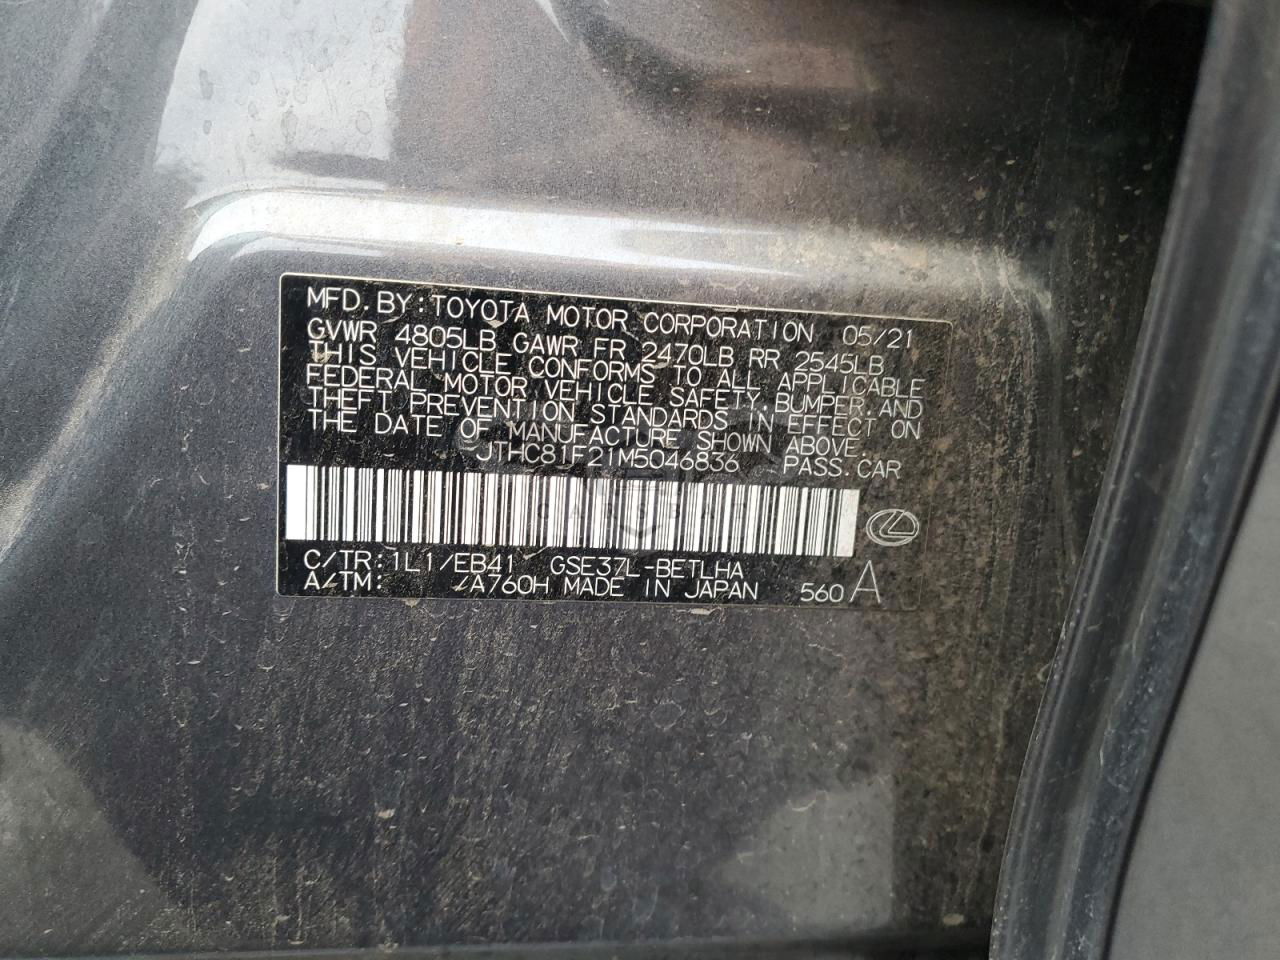 MFD.BY:TOYOTA MOTOR CORPORATION 05/21
GVWR 4805LB GAWR FR 2470LB RR 2545LB
THIS VEHICLE CONFORMS TO ALL APPLICABLE
FEDERAL MOTOR VEHICLE SAFETY,BUMPER,AND
THEFT PREVENTION STANDARDS IN EFFECT ON
THE DATE OF MANUFACTURE SHOWN ABOVE.
JTHC81F21M5046836 PASS.CAR
C/TR:1L1/EB41 GSE37L-BETLHA
A/TM: /A760H MADE IN JAPAN 560 A